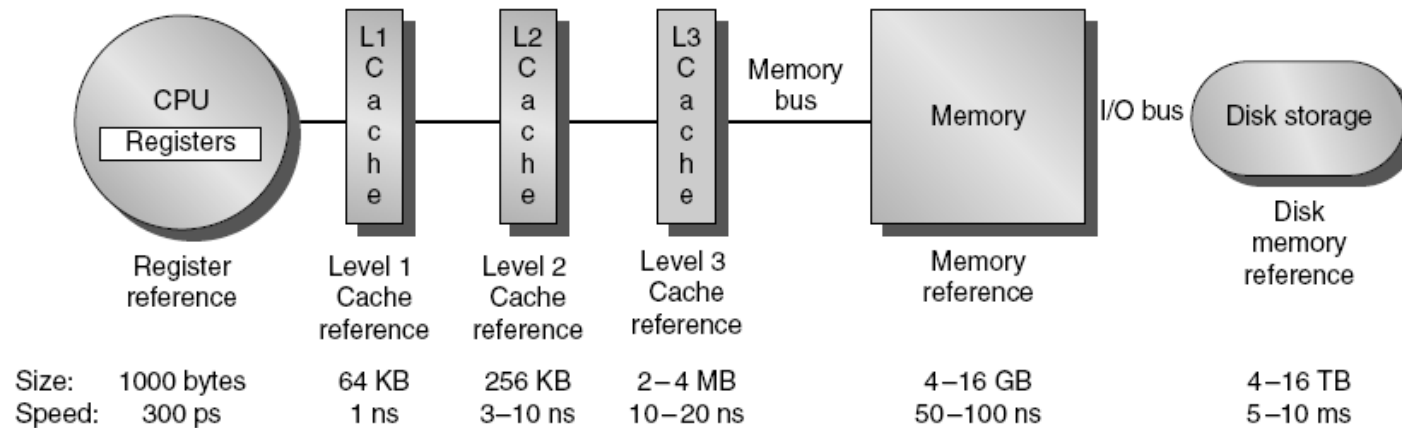 CPU
Registers
L1
C
a
c
h
e
L2
C
a
c
h
e
L3
C
a
c
h
e
Memory
bus
Memory
I/O bus
Disk storage
Register
reference
Level 1
Cache
reference
Level 2
Cache
reference
Level 3
Cache
reference
Memory
reference
Disk
memory
reference
Size: 1000 bytes 64 KB 256 KB 2–4 MB 4–16 GB 4–16 TB
Speed: 300 ps 1 ns 3–10 ns 10–20 ns 50–100 ns 5–10 ms